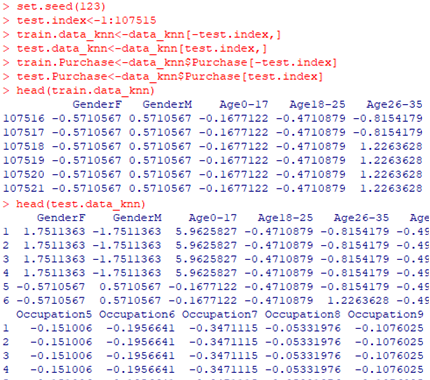 > set.seed(123)
> test.index<-1:107515
> train.data_knn<-data_knn[-test.index,]
> test.data_knn<-data_knn[test.index,]
> train.Purchase<-data_knn$Purchase[-test.index]
> test.Purchase<-data_knn$Purchase[test.index]
> head(train.data_knn)
GenderF GenderM Age0-17 Age18-25 Age26-35
107516 -0.5710567 0.5710567 -0.1677122 -0.4710879 -0.8154179
107517 -0.5710567 0.5710567 -0.1677122 -0.4710879 -0.8154179
107518 -0.5710567 0.5710567 -0.1677122 -0.4710879 1.2263628
107519 -0.5710567 0.5710567 -0.1677122 -0.4710879 1.2263628
107520 -0.5710567 0.5710567 -0.1677122 -0.4710879 1.2263628
107521 -0.5710567 0.5710567 -0.1677122 -0.4710879 1.2263628
> head(test.data_knn)
GenderF GenderM Age0-17 Age18-25 Age26-35 Ag
1 1.7511363 -1.7511363 5.9625827 -0.4710879 -0.8154179 -0.49
2 1.7511363 -1.7511363 5.9625827 -0.4710879 -0.8154179 -0.49
3 1.7511363 -1.7511363 5.9625827 -0.4710879 -0.8154179 -0.49
4 1.7511363 -1.7511363 5.9625827 -0.4710879 -0.8154179 -0.49
5 -0.5710567 0.5710567 -0.1677122 -0.4710879 -0.8154179 -0.49
6 -0.5710567 0.5710567 -0.1677122 -0.4710879 1.2263628 -0.49
Occupation5 Occupation6 Occupation7 Occupation8 Occupation9
1 -0.151006 -0.1956641 -0.3471115 -0.05331976 -0.1076025
2 -0.151006 -0.1956641 -0.3471115 -0.05331976 -0.1076025
3 -0.151006 -0.1956641 -0.3471115 -0.05331976 -0.1076025
4 -0.151006 -0.1956641 -0.3471115 -0.05331976 -0.1076025